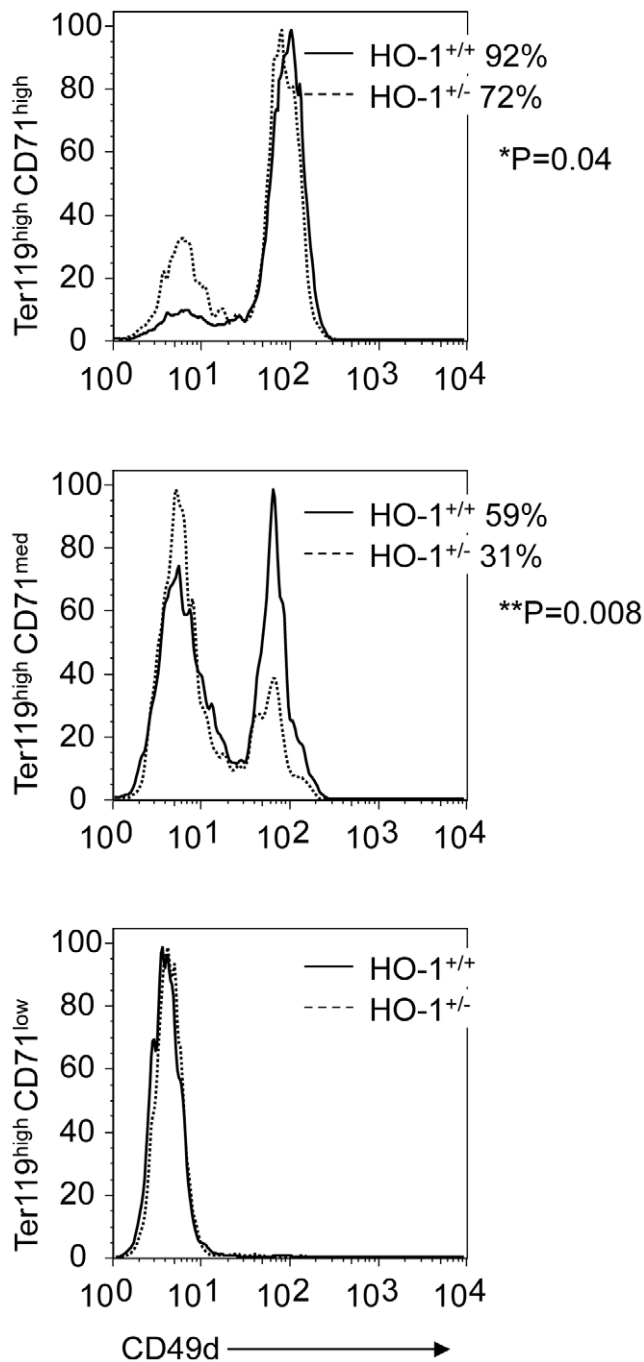 Ter119high CD71high
100
80
60
40
20
0
HO-1+/+ 92%
HO-1+/- 72%
*P=0.04
100 101 102 103 104
Ter119high CD71med
100
80
60
40
20
0
HO-1+/+ 59%
HO-1+/- 31%
**P=0.008
100 101 102 103 104
Ter119high CD71low
100
80
60
40
20
0
HO-1+/+
HO-1+/-
100 101 102 103 104
CD49d